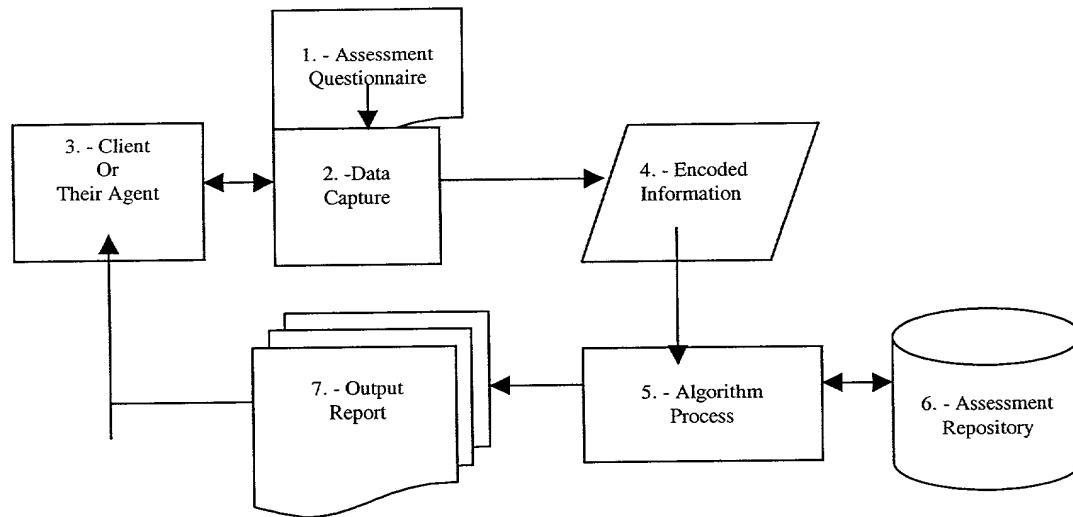 1. - Assessment
Questionnaire
3. - Client
Or
Their Agent
2. -Data
Capture
4. - Encoded
Information
7. - Output
Report
5. - Algorithm
Process
6. - Assessment
Repository